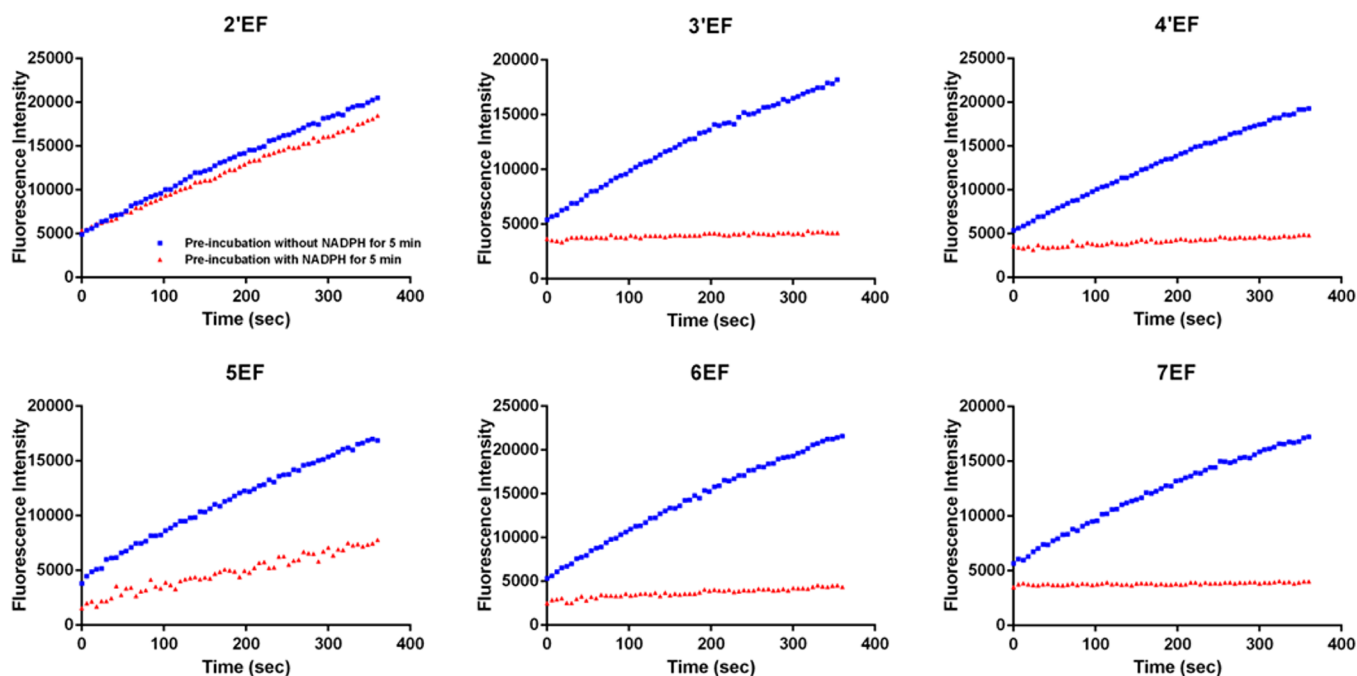 2'EF
25000
20000
15000
10000
5000
0
Fluorescence Intensity
Pre-incubation without NADPH for 5 min
Pre-incubation with NADPH for 5 min
0 100 200 300 400
Time (sec)
3'EF
20000
15000
10000
5000
0
Fluorescence Intensity
0 100 200 300 400
Time (sec)
4'EF
25000
20000
15000
10000
5000
0
Fluorescence Intensity
0 100 200 300 400
Time (sec)
5EF
20000
15000
10000
5000
0
Fluorescence Intensity
0 100 200 300 400
Time (sec)
6EF
25000
20000
15000
10000
5000
0
Fluorescence Intensity
0 100 200 300 400
Time (sec)
7EF
20000
15000
10000
5000
0
Fluorescence Intensity
0 100 200 300 400
Time (sec)